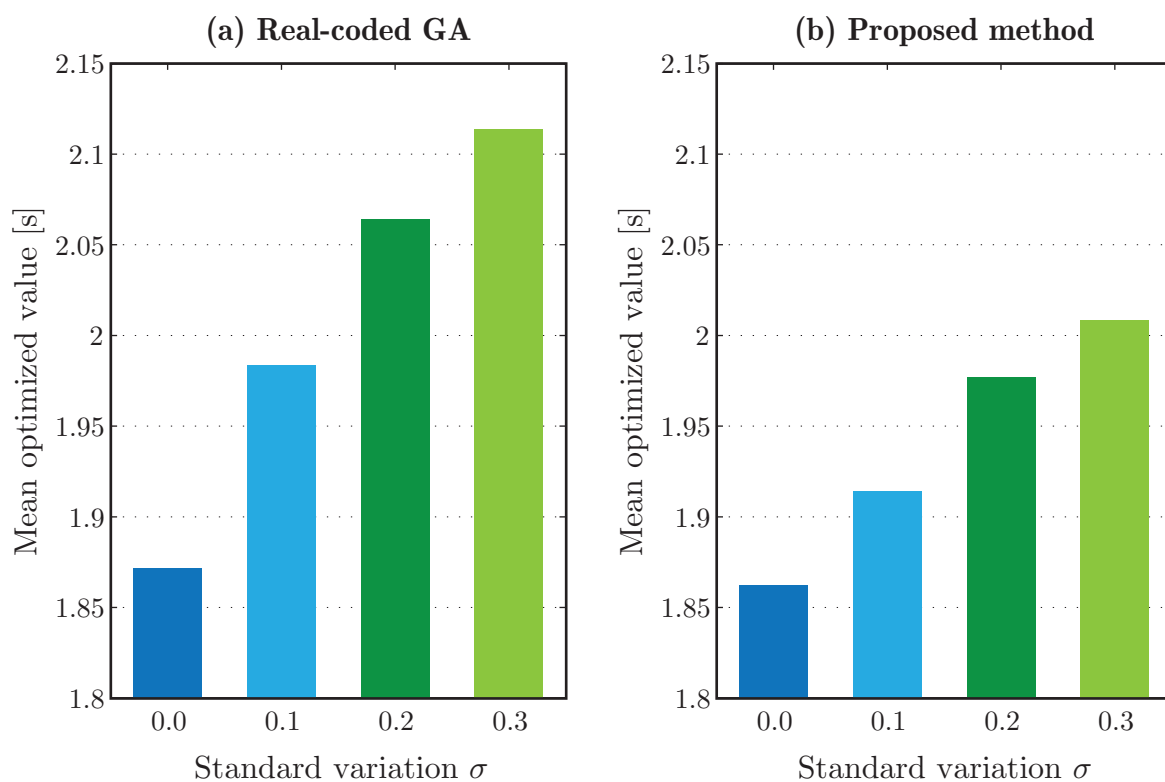 (a) Real-coded GA
Mean optimized value [s]
2.15
2.1
2.05
2
1.95
1.9
1.85
1.8
0.0 0.1 0.2 0.3
Standard variation σ
(b) Proposed method
Mean optimized value [s]
2.15
2.1
2.05
2
1.95
1.9
1.85
1.8
0.0 0.1 0.2 0.3
Standard variation σ